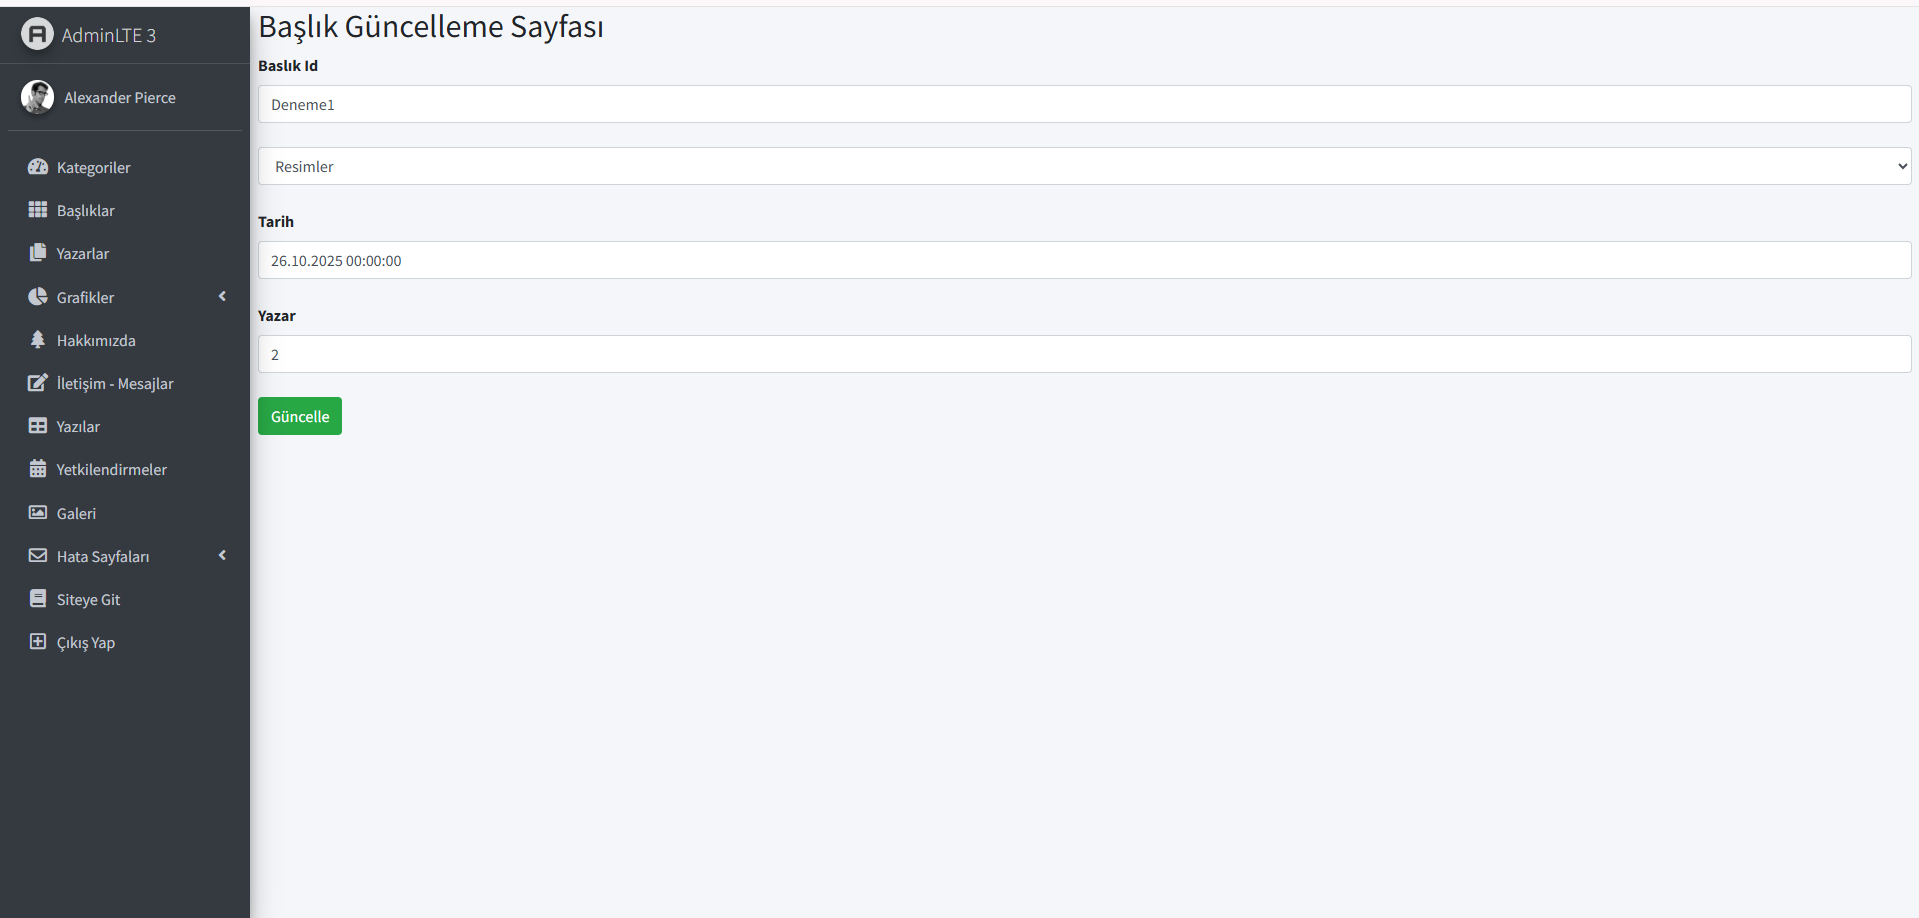 AdminLTE 3
Alexander Pierce
Kategoriler
Başlıklar
Yazarlar
Grafikler
Hakkımızda
İletişim - Mesajlar
Yazılar
Yetkilendirmeler
Galeri
Hata Sayfaları
Siteye Git
Çıkış Yap
Başlık Güncelleme Sayfası
Baslık Id
Deneme1
Resimler
Tarih
26.10.2025 00:00:00
Yazar
2
Güncelle